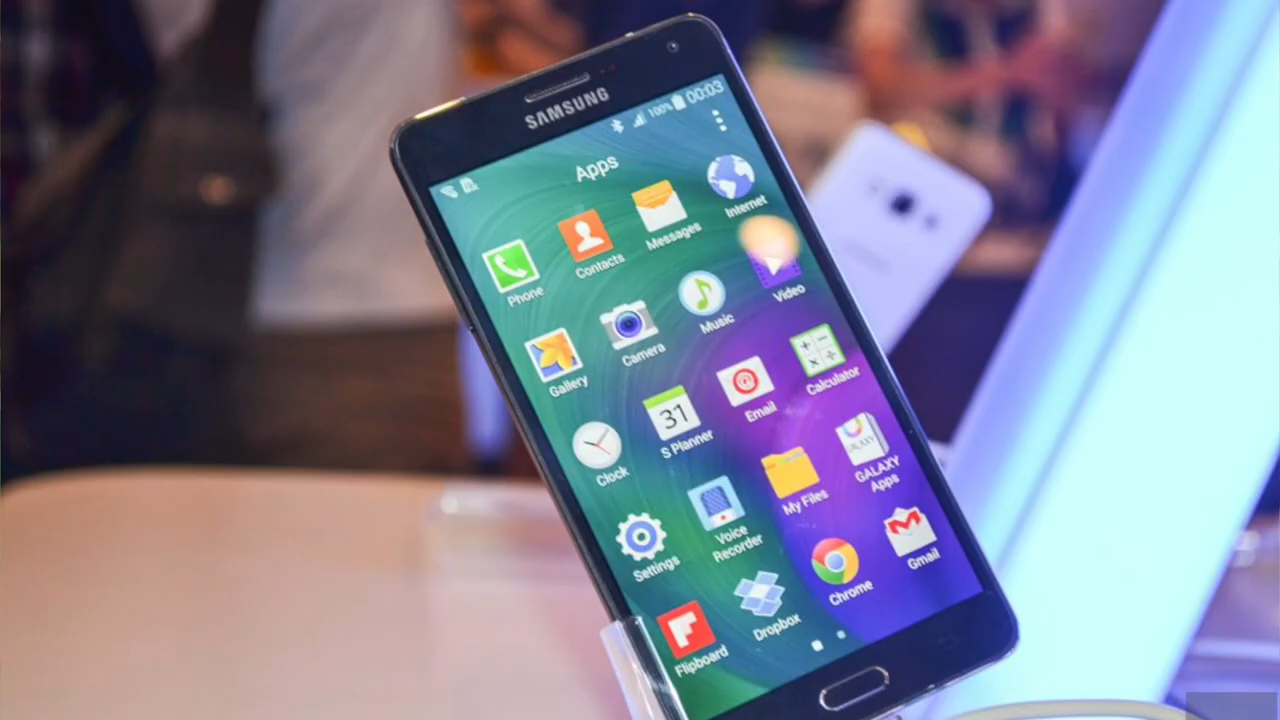 SAMSUNG
100% 00:03
Apps
Phone
Contacts
Messages
Internet
Gallery
Camera
Music
Video
Clock
31
S Planner
Email
Calculator
Settings
Voice
Recorder
My Files
GALAXY
GALAXY
Apps
Flipboard
Dropbox
Chrome
Gmail